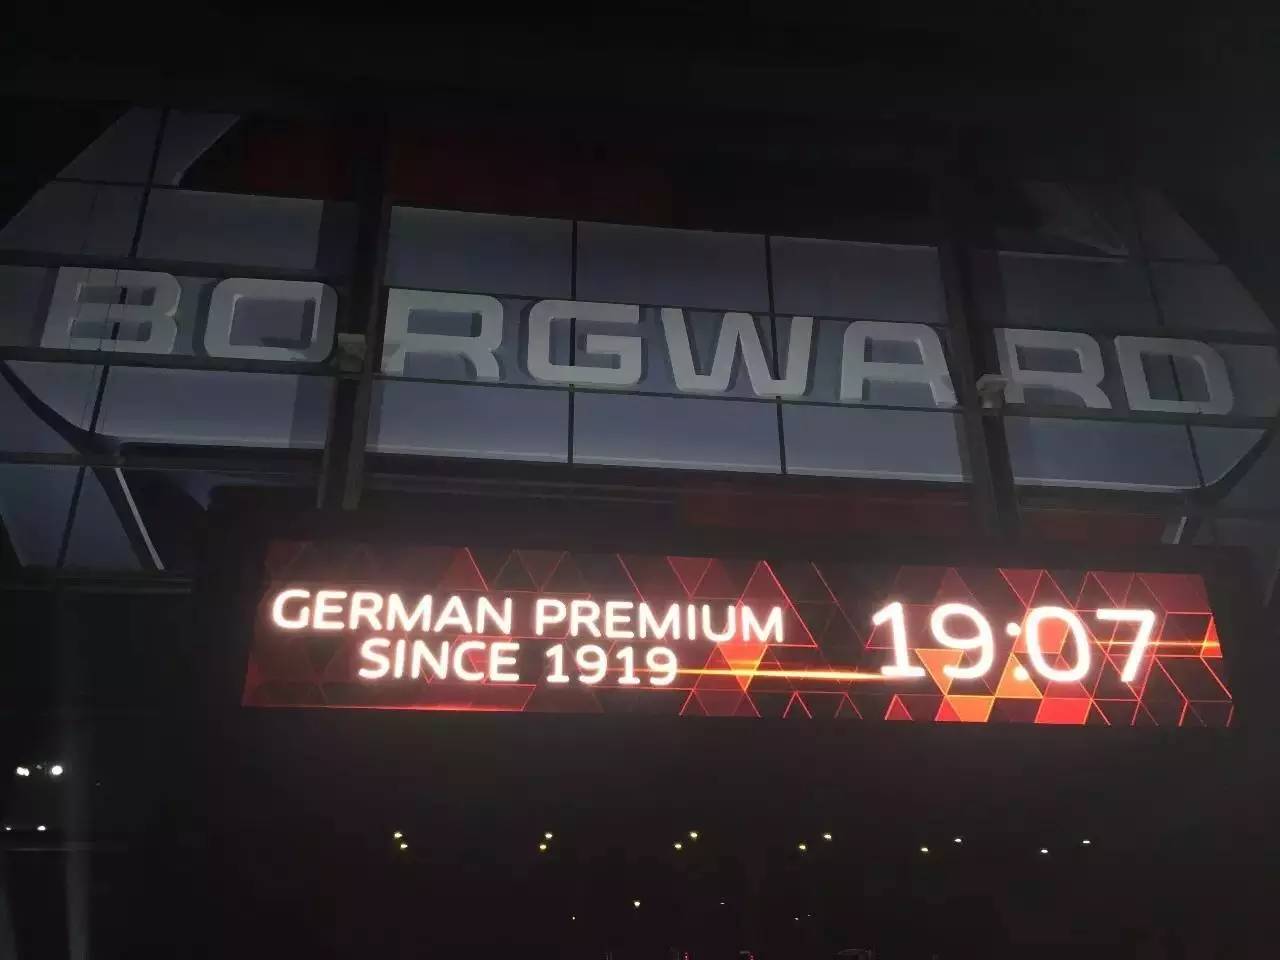 BORGWARD
GERMAN PREMIUM
SINCE 1919
19:07